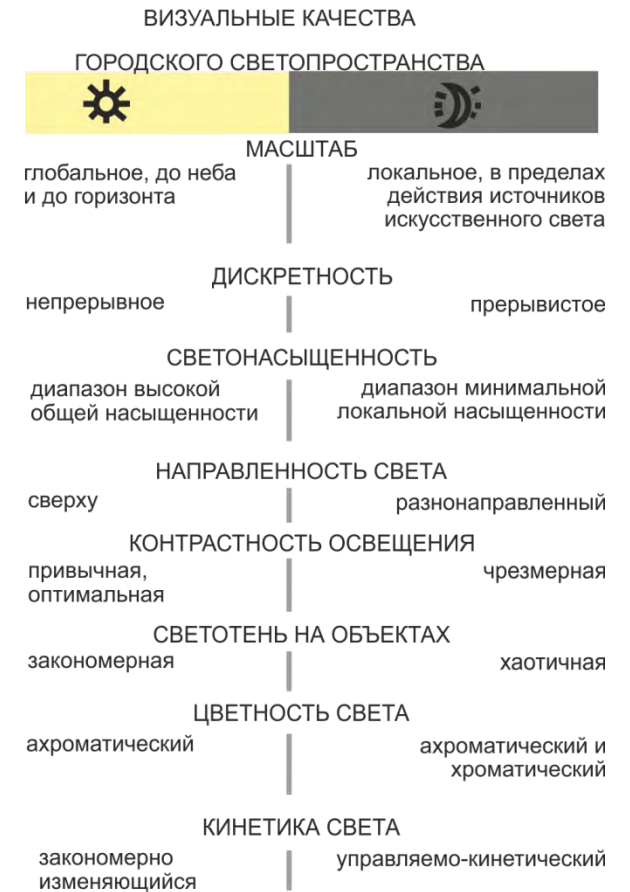 ВИЗУАЛЬНЫЕ КАЧЕСТВА
ГОРОДСКОГО СВЕТОПРОСТРАНСТВА
МАСШТАБ
глобальное, до неба
и до горизонта
локальное, в пределах
действия источников
искусственного света
ДИСКРЕТНОСТЬ
непрерывное
прерывистое
СВЕТОНАСЫЩЕННОСТЬ
диапазон высокой
общей насыщенности
диапазон минимальной
локальной насыщенности
НАПРАВЛЕННОСТЬ СВЕТА
сверху
разнонаправленный
КОНТРАСТНОСТЬ ОСВЕЩЕНИЯ
привычная,
оптимальная
чрезмерная
СВЕТОТЕНЬ НА ОБЪЕКТАХ
закономерная
хаотичная
ЦВЕТНОСТЬ СВЕТА
ахроматический
ахроматический и
хроматический
КИНЕТИКА СВЕТА
закономерно
изменяющийся
управляемо-кинетический